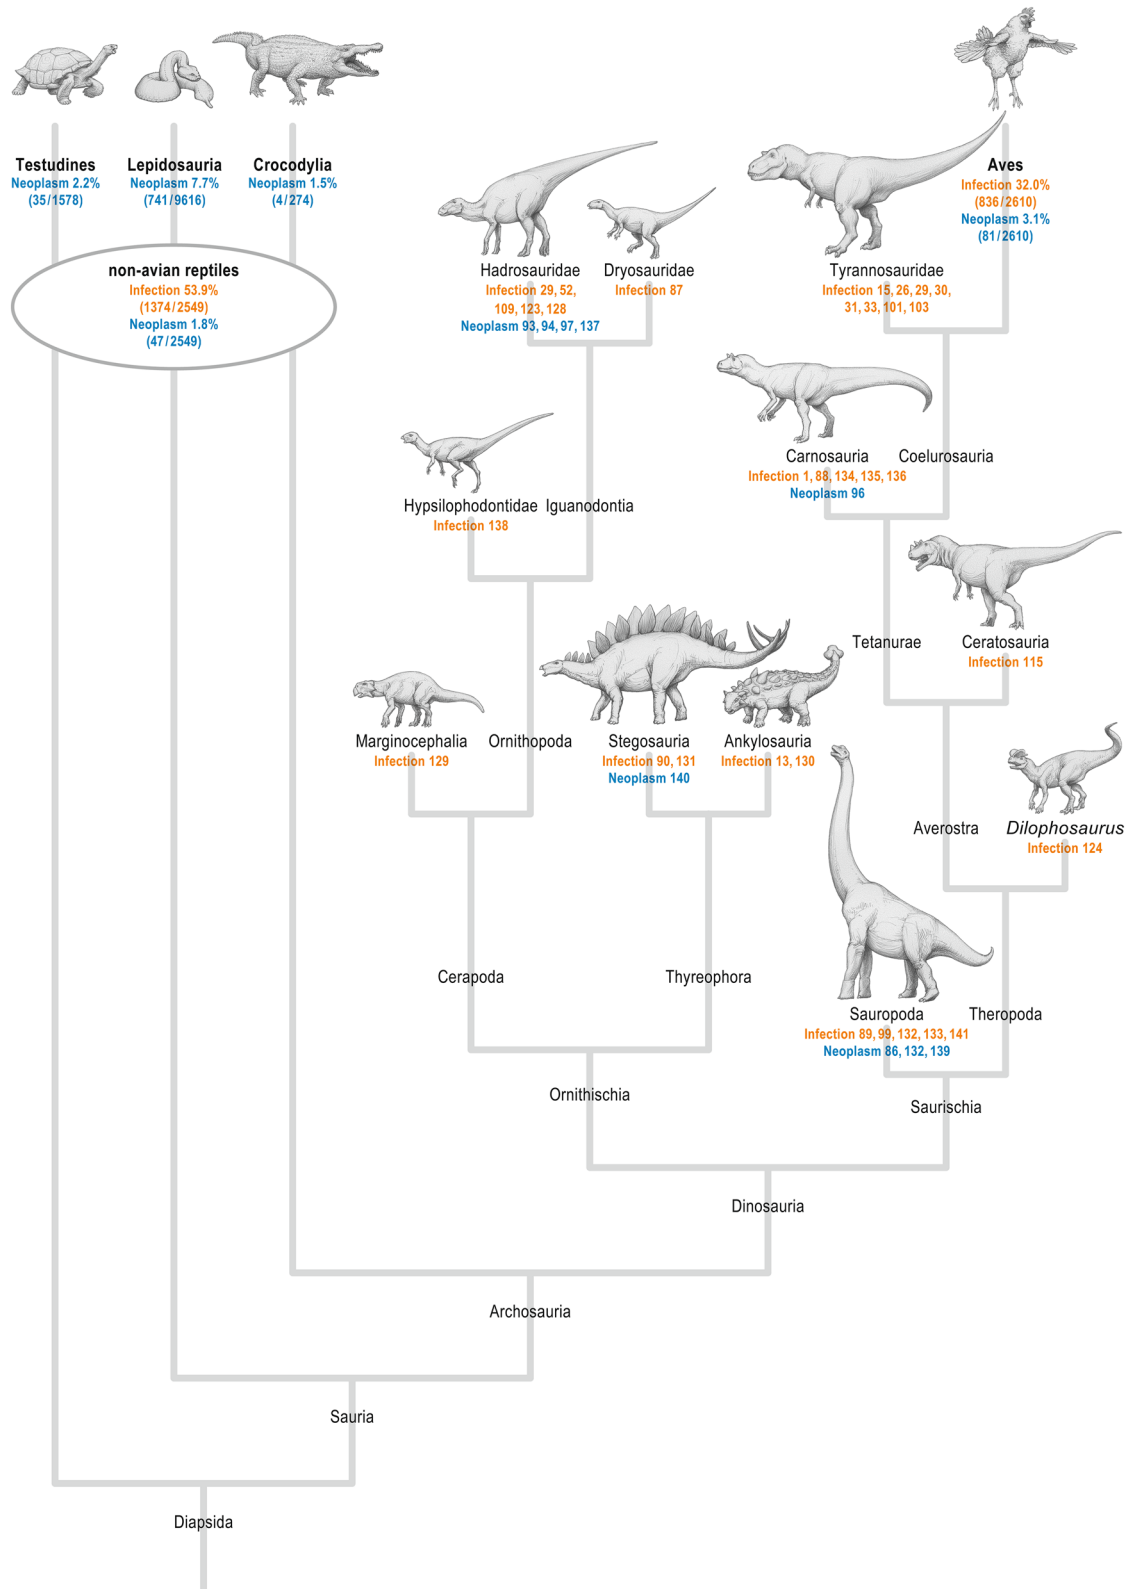 Testudines
Neoplasm 2.2%
(35/1578)
Lepidosauria
Neoplasm 7.7%
(741/9616)
Crocodylia
Neoplasm 1.5%
(4/274)
Aves
Infection 32.0%
(836/2610)
Neoplasm 3.1%
(81/2610)
non-avian reptiles
Infection 53.9%
(1374/2549)
Neoplasm 1.8%
(47/2549)
Hadrosauridae
Infection 29, 52,
109, 123, 128
Neoplasm 93, 94, 97, 137
Dryosauridae
Infection 87
Tyrannosauridae
Infection 15, 26, 29, 30,
31, 33, 101, 103
Carnosauria
Infection 1, 88, 134, 135, 136
Neoplasm 96
Coelurosauria
Hypsilophodontidae
Infection 138
Iguanodontia
Tetanurae
Ceratosauria
Infection 115
Marginocephalia
Infection 129
Ornithopoda
Stegosauria
Infection 90, 131
Neoplasm 140
Ankylosauria
Infection 13, 130
Averostra
Dilophosaurus
Infection 124
Cerapoda
Thyreophora
Sauropoda
Infection 89, 99, 132, 133, 141
Neoplasm 86, 132, 139
Theropoda
Ornithischia
Saurischia
Dinosauria
Archosauria
Sauria
Diapsida